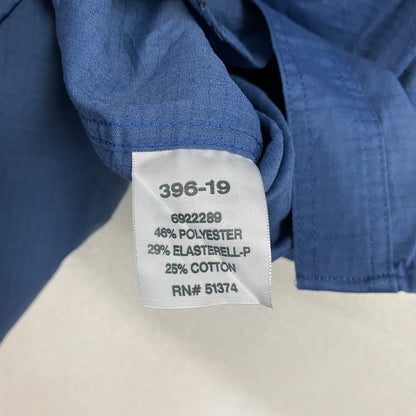 396-19
6922289
46% POLYESTER
29% ELASTERELL-P
25% COTTON
RN# 51374